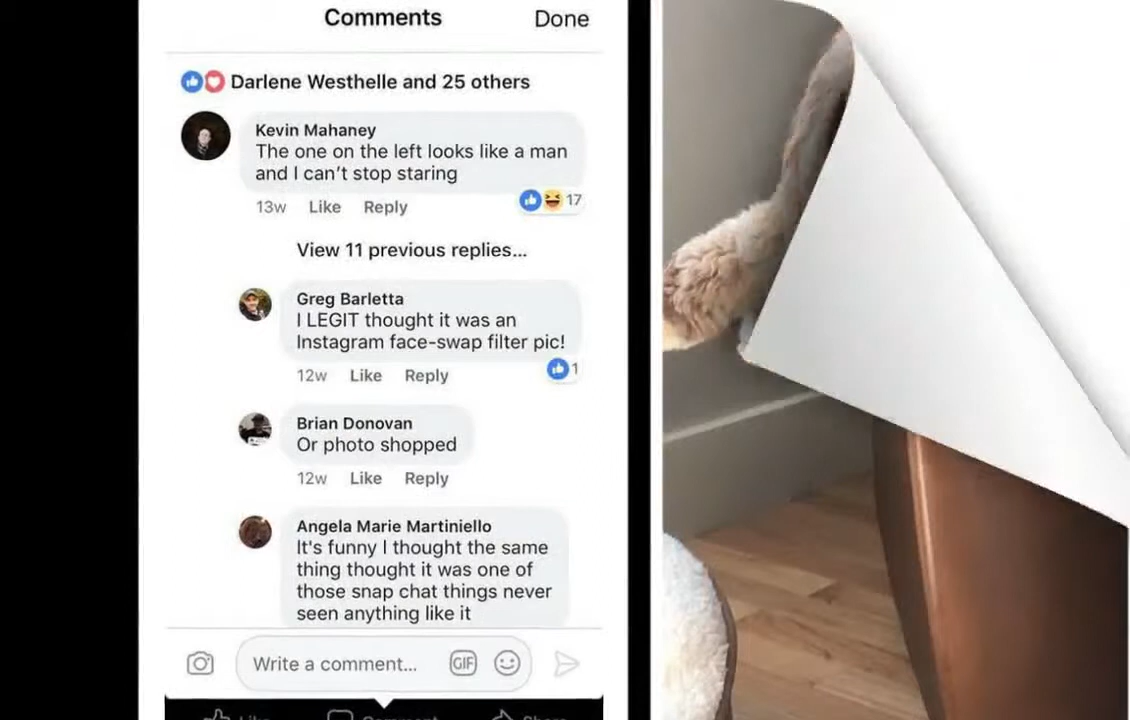 Comments
Done
Darlene Westhelle and 25 others
Kevin Mahaney
The one on the left looks like a man
and I can't stop staring
13w Like Reply
17
View 11 previous replies...
Greg Barletta
I LEGIT thought it was an
Instagram face-swap filter pic!
12w Like Reply
1
Brian Donovan
Or photo shopped
12w Like Reply
Angela Marie Martiniello
It's funny I thought the same
thing thought it was one of
those snap chat things never
seen anything like it
Write a comment...
GIF
Like Comment Share